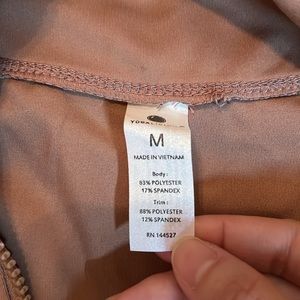 M
MADE IN VIETNAM
Body:
83% POLYESTER
17% SPANDEX
Trim:
88% POLYESTER
12% SPANDEX
RN 144527